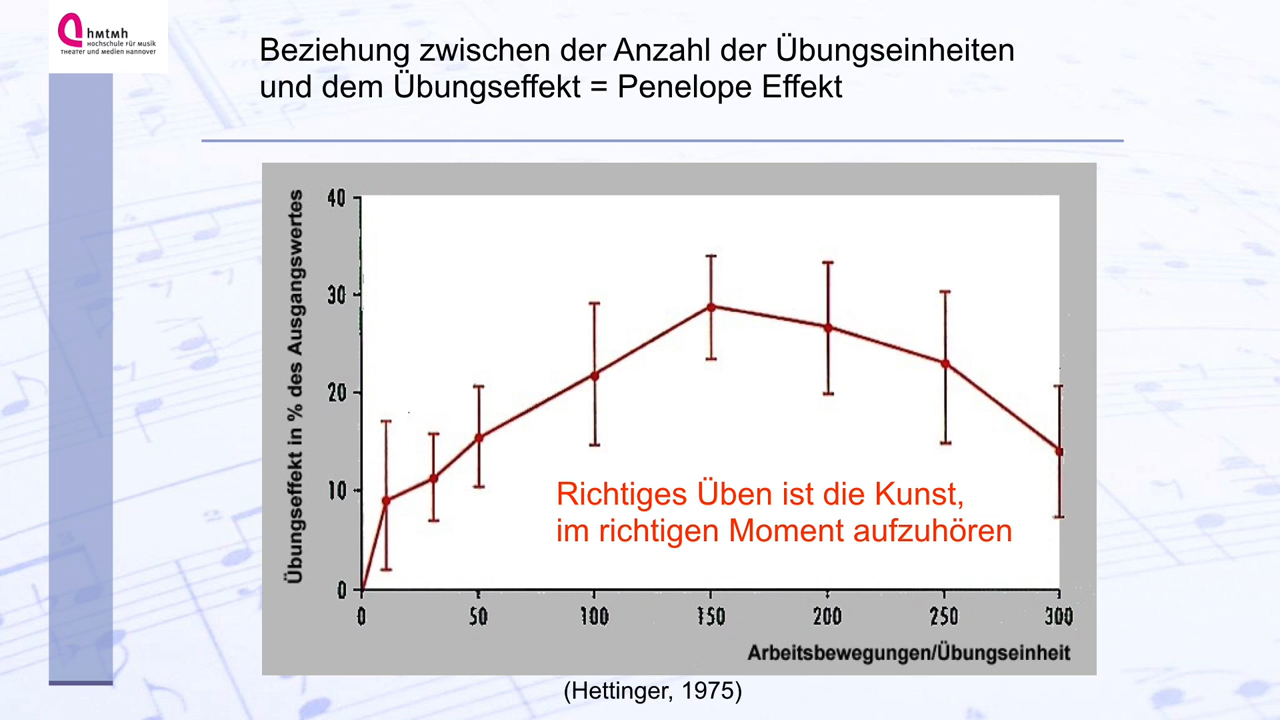 hmtmh
Hochschule für Musik
Theater und Medien Hannover
Beziehung zwischen der Anzahl der Übungseinheiten
und dem Übungseffekt = Penelope Effekt
Übungseffekt in % des Ausgangswertes
40
30
20
10
0
Richtiges Üben ist die Kunst,
im richtigen Moment aufzuhören
0 50 100 150 200 250 300
Arbeitsbewegungen/Übungseinheit
(Hettinger, 1975)